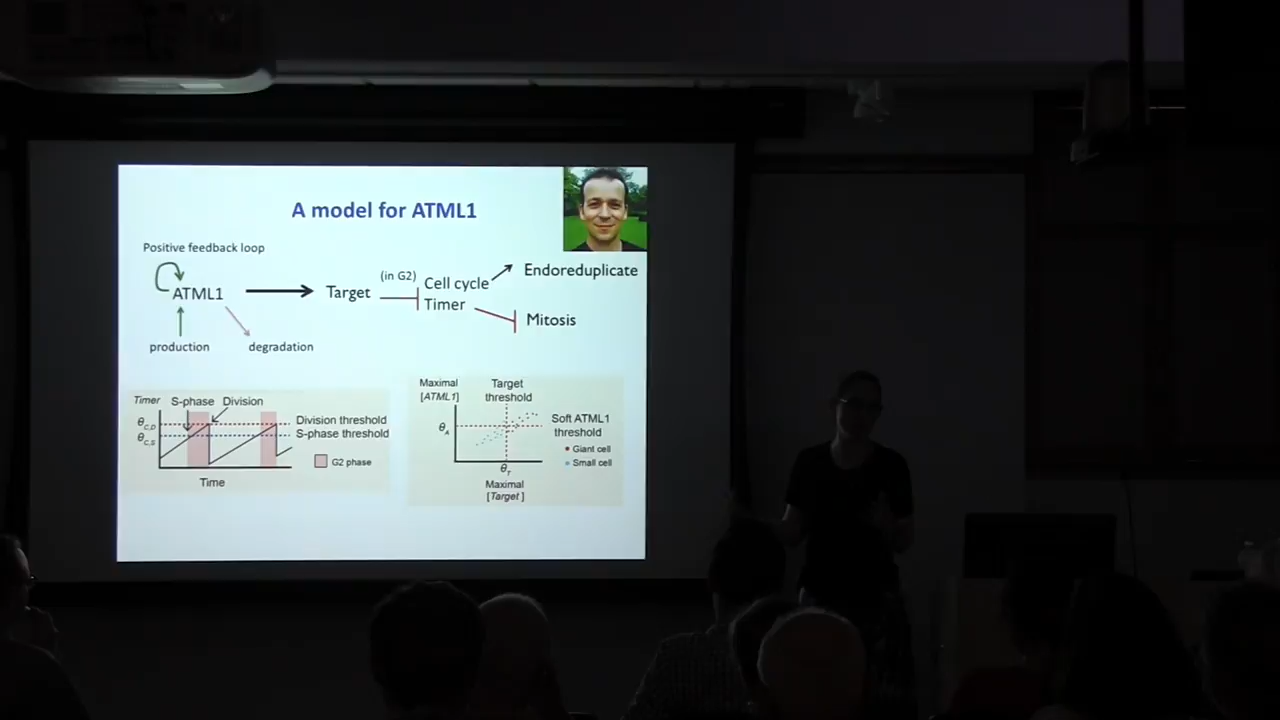 A model for ATML1
Positive feedback loop
ATML1
production
degradation
Target
(in G2)
Cell cycle
Timer
Endoreduplicate
Mitosis
Timer
S-phase
Division
θC,D
θC,S
Division threshold
S-phase threshold
G2 phase
Time
Maximal
[ATML1]
Target
threshold
θA
Soft ATML1
threshold
Giant cell
Small cell
θT
Maximal
[Target]